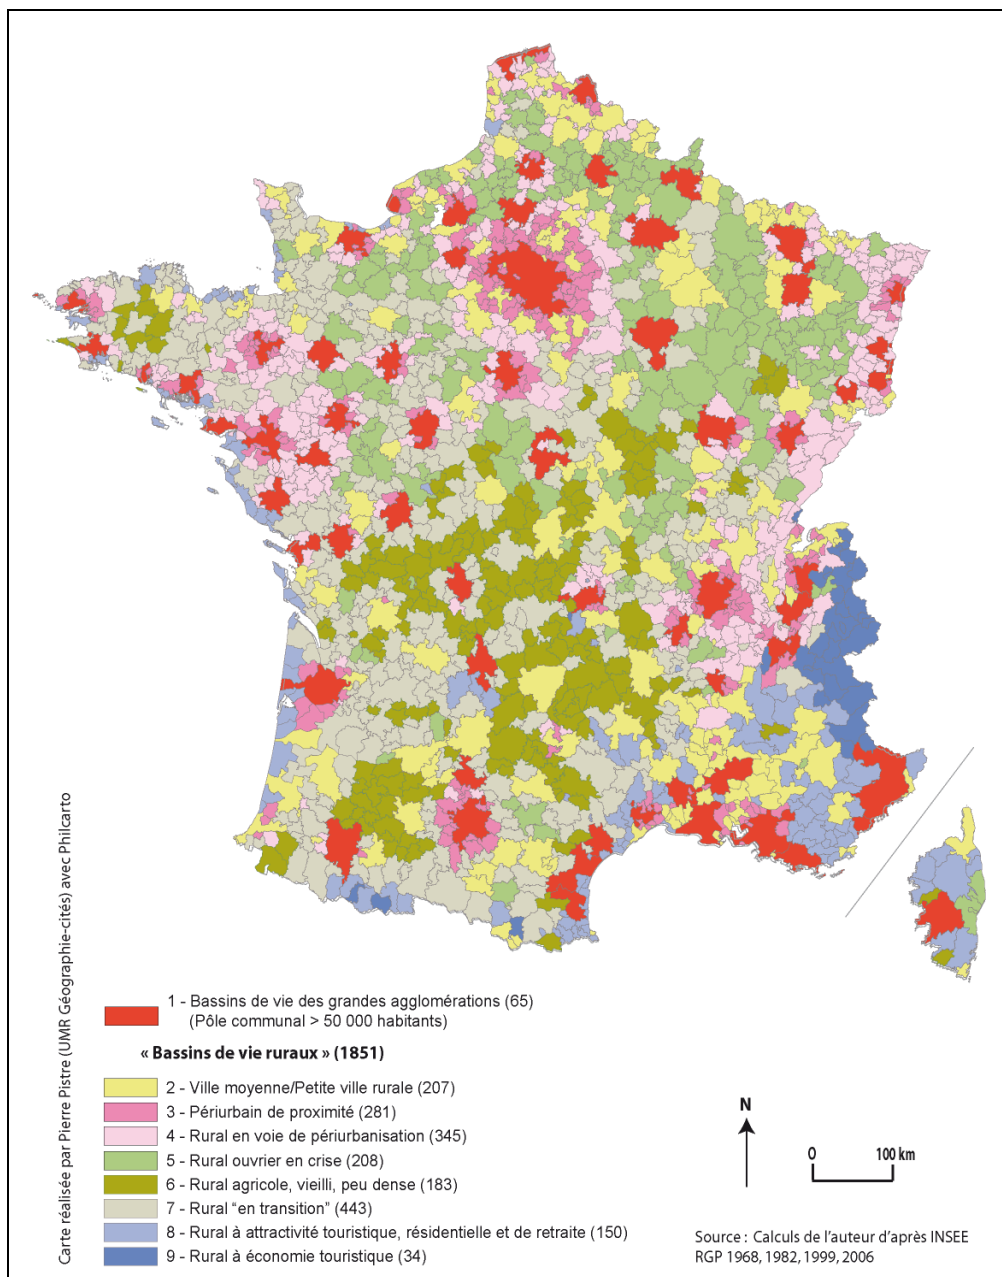 Carte réalisée par Pierre Pistre (UMR Géographie-cités) avec Philcarto
1 - Bassins de vie des grandes agglomérations (65)
(Pôle communal > 50 000 habitants)
« Bassins de vie ruraux » (1851)
2 - Ville moyenne/Petite ville rurale (207)
3 - Périurbain de proximité (281)
4 - Rural en voie de périurbanisation (345)
5 - Rural ouvrier en crise (208)
6 - Rural agricole, vieilli, peu dense (183)
7 - Rural “en transition” (443)
8 - Rural à attractivité touristique, résidentielle et de retraite (150)
9 - Rural à économie touristique (34)
N
0 100 km
Source : Calculs de l’auteur d’après INSEE
RGP 1968, 1982, 1999, 2006